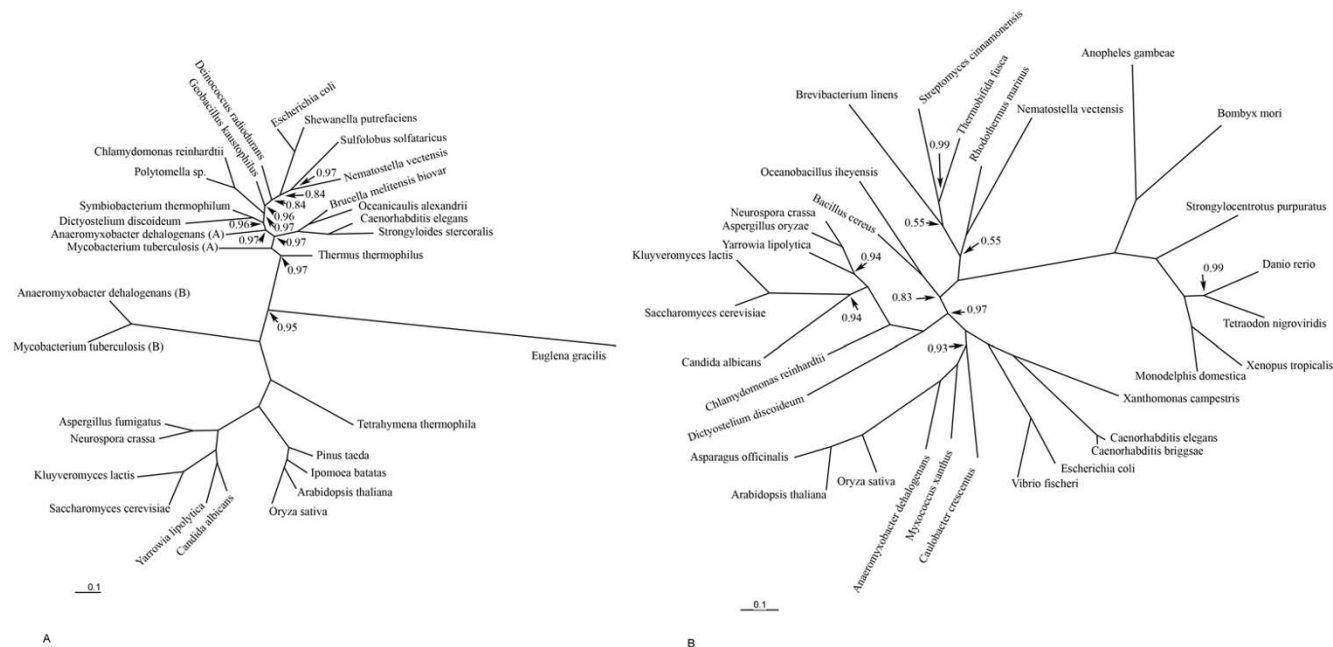 Deinococcus radiodurans
Geobacillus kaustophilus
Escherichia coli
Shewanella putrefaciens
Sulfolobus solfataricus
Chlamydomonas reinhardtii
0.97
Nematostella vectensis
Polytomella sp.
0.84
Brucella melitensis biovar
0.84
Symbiobacterium thermophilum
0.96
Oceanicaulis alexandrii
Dictyostelium discoideum
0.96
0.97
Caenorhabditis elegans
Anaeromyxobacter dehalogenans (A)
0.97
0.97
Strongyloides stercoralis
Mycobacterium tuberculosis (A)
Thermus thermophilus
0.97
Anaeromyxobacter dehalogenans (B)
0.95
Mycobacterium tuberculosis (B)
Euglena gracilis
Aspergillus fumigatus
Tetrahymena thermophila
Neurospora crassa
Pinus taeda
Kluyveromyces lactis
Ipomoea batatas
Arabidopsis thaliana
Saccharomyces cerevisiae
Oryza sativa
Yarrowia lipolytica
Candida albicans
0.1
A
Streptomyces cinnamonensis
Anopheles gambeae
Thermobifida fusca
Rhodothermus marinus
Brevibacterium linens
Nematostella vectensis
Bombyx mori
0.99
Oceanobacillus iheyensis
Bacillus cereus
Neurospora crassa
Aspergillus oryzae
0.55
Strongylocentrotus purpuratus
Yarrowia lipolytica
0.55
Kluyveromyces lactis
0.94
0.99
Danio rerio
0.83
Saccharomyces cerevisiae
0.94
0.97
Tetraodon nigroviridis
0.93
Candida albicans
Xenopus tropicalis
Chlamydomonas reinhardtii
Monodelphis domestica
Dictyostelium discoideum
Xanthomonas campestris
Caenorhabditis elegans
Caenorhabditis briggsae
Asparagus officinalis
Escherichia coli
Oryza sativa
Vibrio fischeri
Arabidopsis thaliana
Anaeromyxobacter dehalogenans
Myxococcus xanthus
Caulobacter crescentus
0.1
B